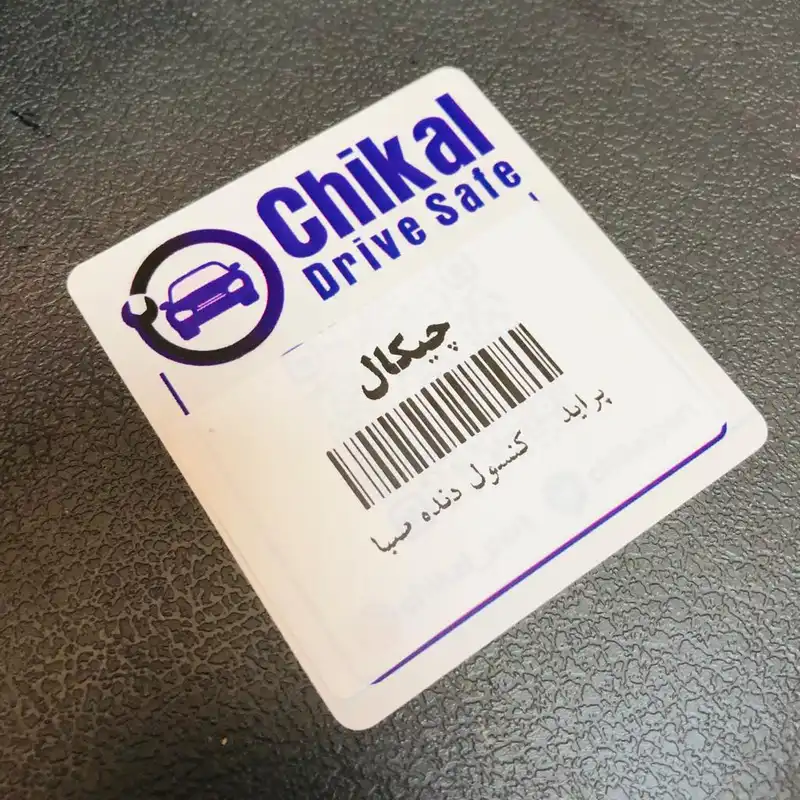 Chikal
Drive Safe
چیکال
پراید کنسول دنده صبا